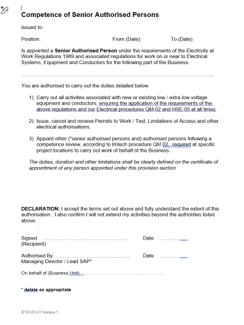 Competence of Senior Authorised Persons
Issued to:
Position: From (Date): To (Date):
Is appointed a Senior Authorised Person under the requirements of the Electricity at
Work Regulations 1989 and associated regulations for work on or near to Electrical
Systems, Equipment and Conductors for the following part of the Business:
You are authorised to carry out the duties detailed below.
1) Carry out all activities associated with new or existing low / extra low voltage
equipment and conductors, ensuring the application of the requirements of the
above regulations and our Electrical procedures QM-02 and HSE-05 at all times.
2) Issue, cancel and receive Permits to Work / Test, Limitations of Access and other
electrical authorisations.
3) Appoint other (*senior authorised persons) and authorised persons following a
competence review, according to Imtech procedure QM 02, required at specific
project locations to carry out work of behalf of the Business.
The duties, duration and other limitations shall be clearly defined on the certificate of
appointment of any person appointed under this provision section
DECLARATION: I accept the terms set out above and fully understand the extent of this
authorisation. I also confirm I will not extend my activities beyond the authorities listed
above.
Signed Date
(Recipient)
Authorised By Date
Managing Director / Lead SAP*
On behalf of (Business Unit)
* delete as appropriate
Version 1